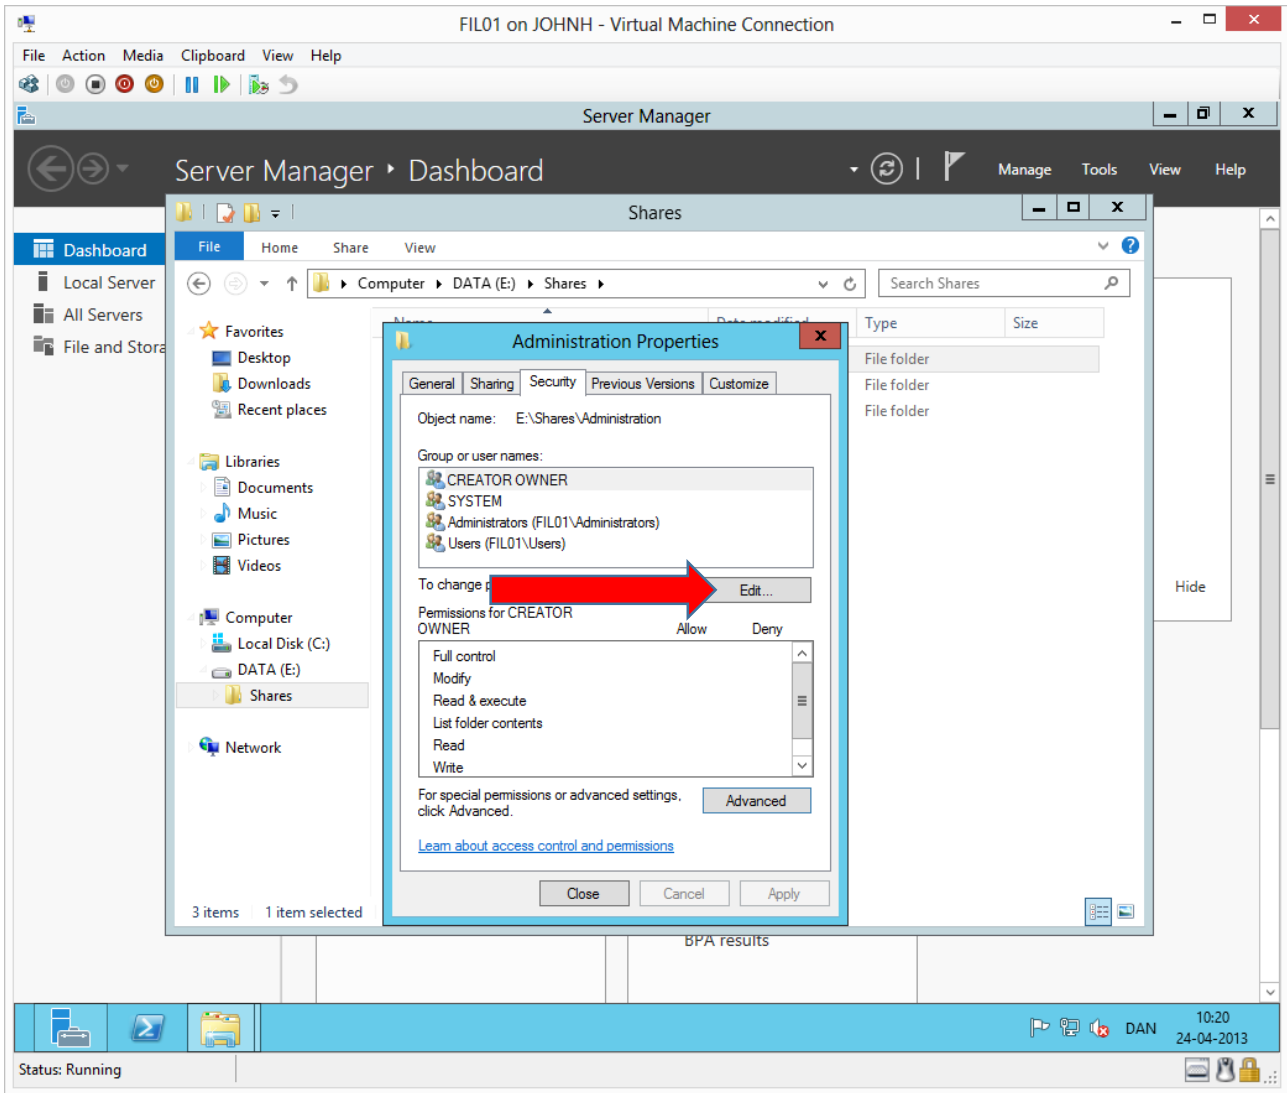 FIL01 on JOHNH - Virtual Machine Connection
File Action Media Clipboard View Help
Server Manager
Server Manager Dashboard
Manage Tools View Help
Shares
File Home Share View
Computer DATA (E:) Shares
Search Shares
Dashboard
Local Server
All Servers
File and Stora
Favorites
Desktop
Downloads
Recent places
Libraries
Documents
Music
Pictures
Videos
Computer
Local Disk (C:)
DATA (E:)
Shares
Network
Name Date modified Type Size
File folder
File folder
File folder
Administration Properties
General Sharing Security Previous Versions Customize
Object name: E:\Shares\Administration
Group or user names:
CREATOR OWNER
SYSTEM
Administrators (FIL01\Administrators)
Users (FIL01\Users)
To change p
Edit...
Permissions for CREATOR
OWNER Allow Deny
Full control
Modify
Read & execute
List folder contents
Read
Write
For special permissions or advanced settings,
click Advanced.
Advanced
Learn about access control and permissions
Close Cancel Apply
Hide
3 items 1 item selected
BPA results
DAN
10:20
24-04-2013
Status: Running